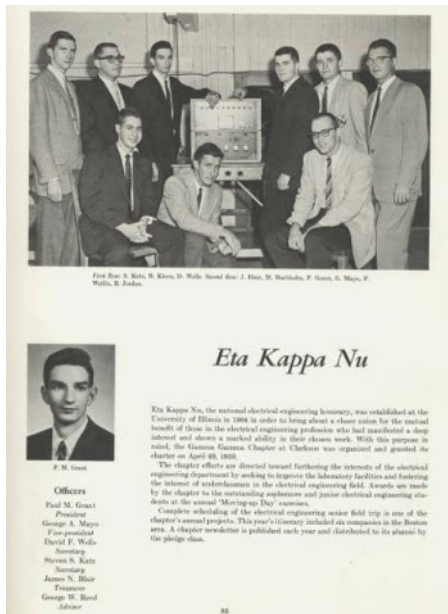 First Row: S. Katz, B. Kleen, D. Wells. Second Row: J. Blair, M. Buchholm, P. Grant, G. Mayo, F.
Wallis, R. Jordan.
Eta Kappa Nu
P. M. Grant
Officers
Paul M. Grant
President
George A. Mayo
Vice-president
David F. Wells
Secretary
Steven S. Katz
Secretary
James N. Blair
Treasurer
George W. Reed
Adviser
Eta Kappa Nu, the national electrical engineering honorary, was established at the
University of Illinois in 1904 in order to bring about a closer union for the mutual
benefit of those in the electrical engineering profession who had manifested a deep
interest and shown a marked ability in their chosen work. With this purpose in
mind, the Gamma Gamma Chapter at Clarkson was organized and granted its
charter on April
The chapter efforts are directed toward furthering the interests of the electrical
engineering department by seeking to improve the laboratory facilities and fostering
the interest of underclassmen in the electrical engineering field. Awards are made
by the chapter to the outstanding sophomore and junior electrical engineering stu-
dents at the annual 'Moving-up Day' exercises.
Complete scheduling of the electrical engineering senior field trip is one of the
chapter's annual projects. This year's itinerary included six companies in the Boston
area. A chapter newsletter is published each year and distributed to its alumni by
the pledge class.